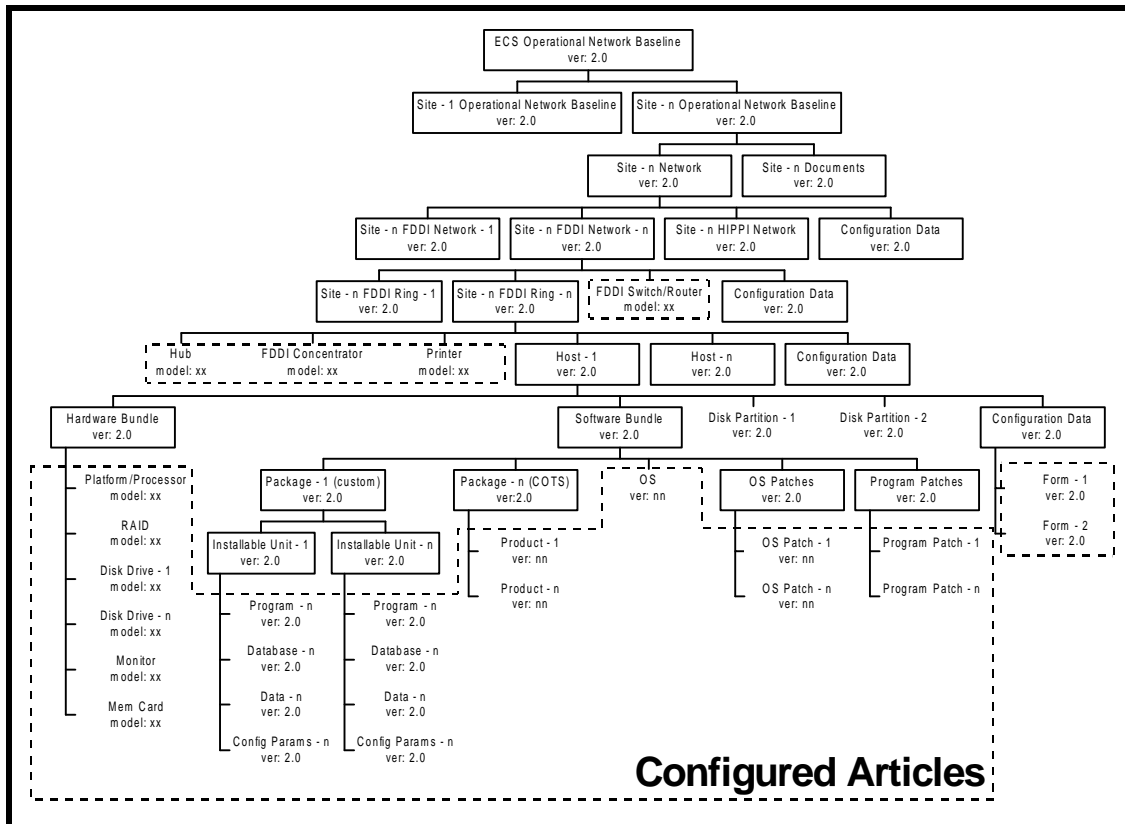 ECS Operational Network Baseline
ver: 2.0
Site - 1 Operational Network Baseline
ver: 2.0
Site - n Operational Network Baseline
ver: 2.0
Site - n Network
ver: 2.0
Site - n Documents
ver: 2.0
Site - n FDDI Network - 1
ver: 2.0
Site - n FDDI Network - n
ver: 2.0
Site - n HIPPI Network
ver: 2.0
Configuration Data
ver: 2.0
Site - n FDDI Ring - 1
ver: 2.0
Site - n FDDI Ring - n
ver: 2.0
FDDI Switch/Router
model: xx
Configuration Data
ver: 2.0
Hub
model: xx
FDDI Concentrator
model: xx
Printer
model: xx
Host - 1
ver: 2.0
Host - n
ver: 2.0
Configuration Data
ver: 2.0
Hardware Bundle
ver: 2.0
Software Bundle
ver: 2.0
Disk Partition - 1
ver: 2.0
Disk Partition - 2
ver: 2.0
Configuration Data
ver: 2.0
Platform/Processor
model: xx
RAID
model: xx
Disk Drive - 1
model: xx
Disk Drive - n
model: xx
Monitor
model: xx
Mem Card
model: xx
Package - 1 (custom)
ver: 2.0
Package - n (COTS)
ver:2.0
OS
ver: nn
OS Patches
ver: 2.0
Program Patches
ver: 2.0
Form - 1
ver: 2.0
Form - 2
ver: 2.0
Installable Unit - 1
ver: 2.0
Installable Unit - n
ver: 2.0
Product - 1
ver: nn
Product - n
ver: nn
OS Patch - 1
ver: nn
OS Patch - n
ver: nn
Program Patch - 1
Program Patch - n
Program - n
ver: 2.0
Database - n
ver: 2.0
Data - n
ver: 2.0
Config Params - n
ver: 2.0
Program - n
ver: 2.0
Database - n
ver: 2.0
Data - n
ver: 2.0
Config Params - n
ver: 2.0
Configured Articles